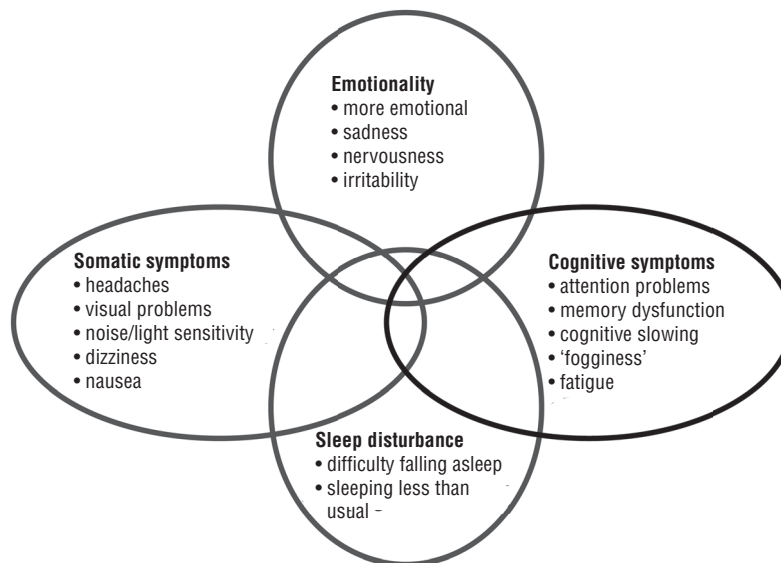 Emotionality
• more emotional
• sadness
• nervousness
• irritability
Somatic symptoms
• headaches
• visual problems
• noise/light sensitivity
• dizziness
• nausea
Cognitive symptoms
• attention problems
• memory dysfunction
• cognitive slowing
• ‘fogginess’
• fatigue
Sleep disturbance
• difficulty falling asleep
• sleeping less than
usual